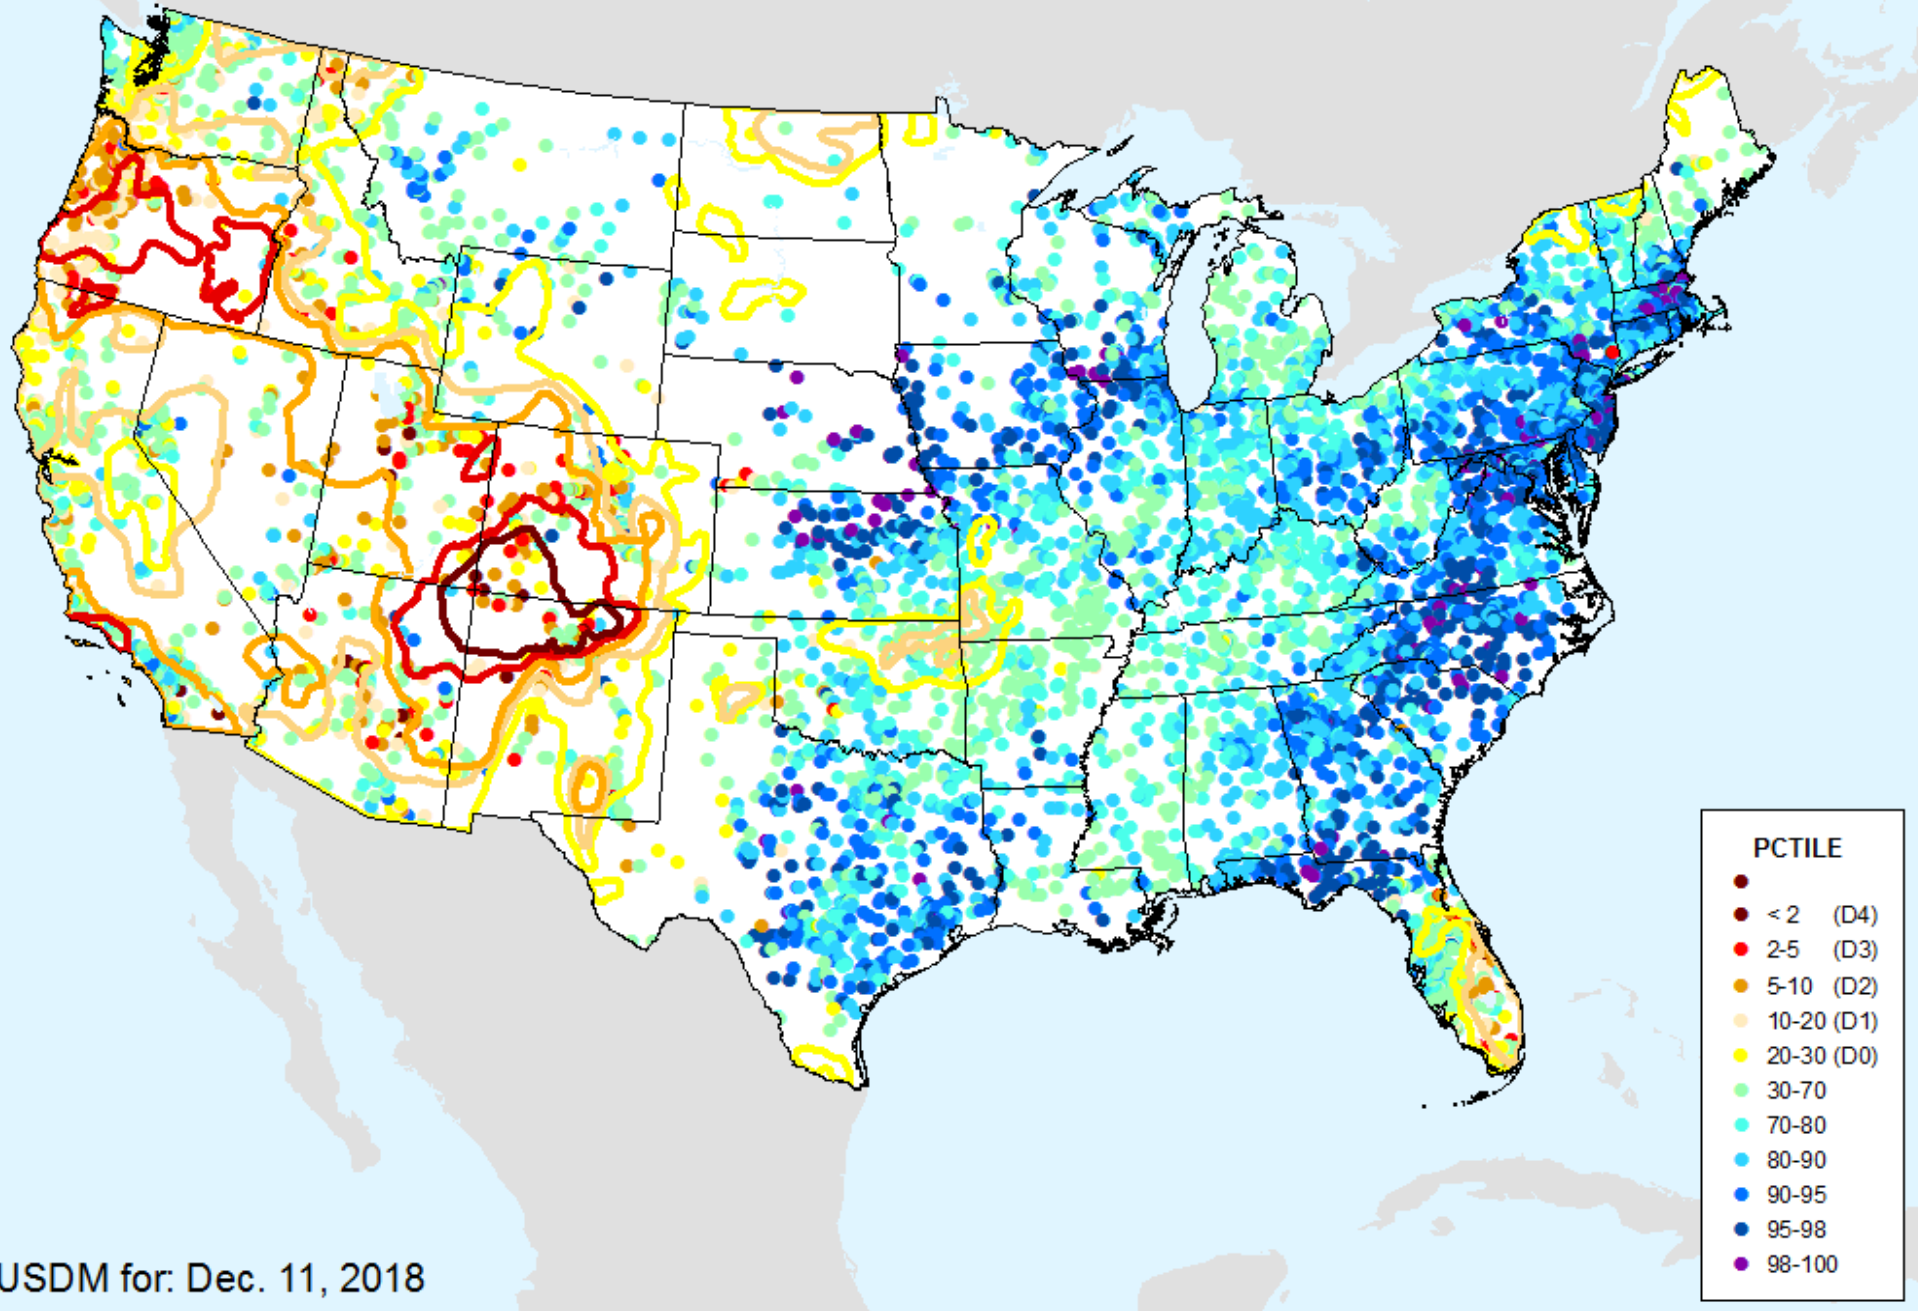 PCTILE
< 2 (D4)
2-5 (D3)
5-10 (D2)
10-20 (D1)
20-30 (D0)
30-70
70-80
80-90
90-95
95-98
98-100
USDM for: Dec. 11, 2018